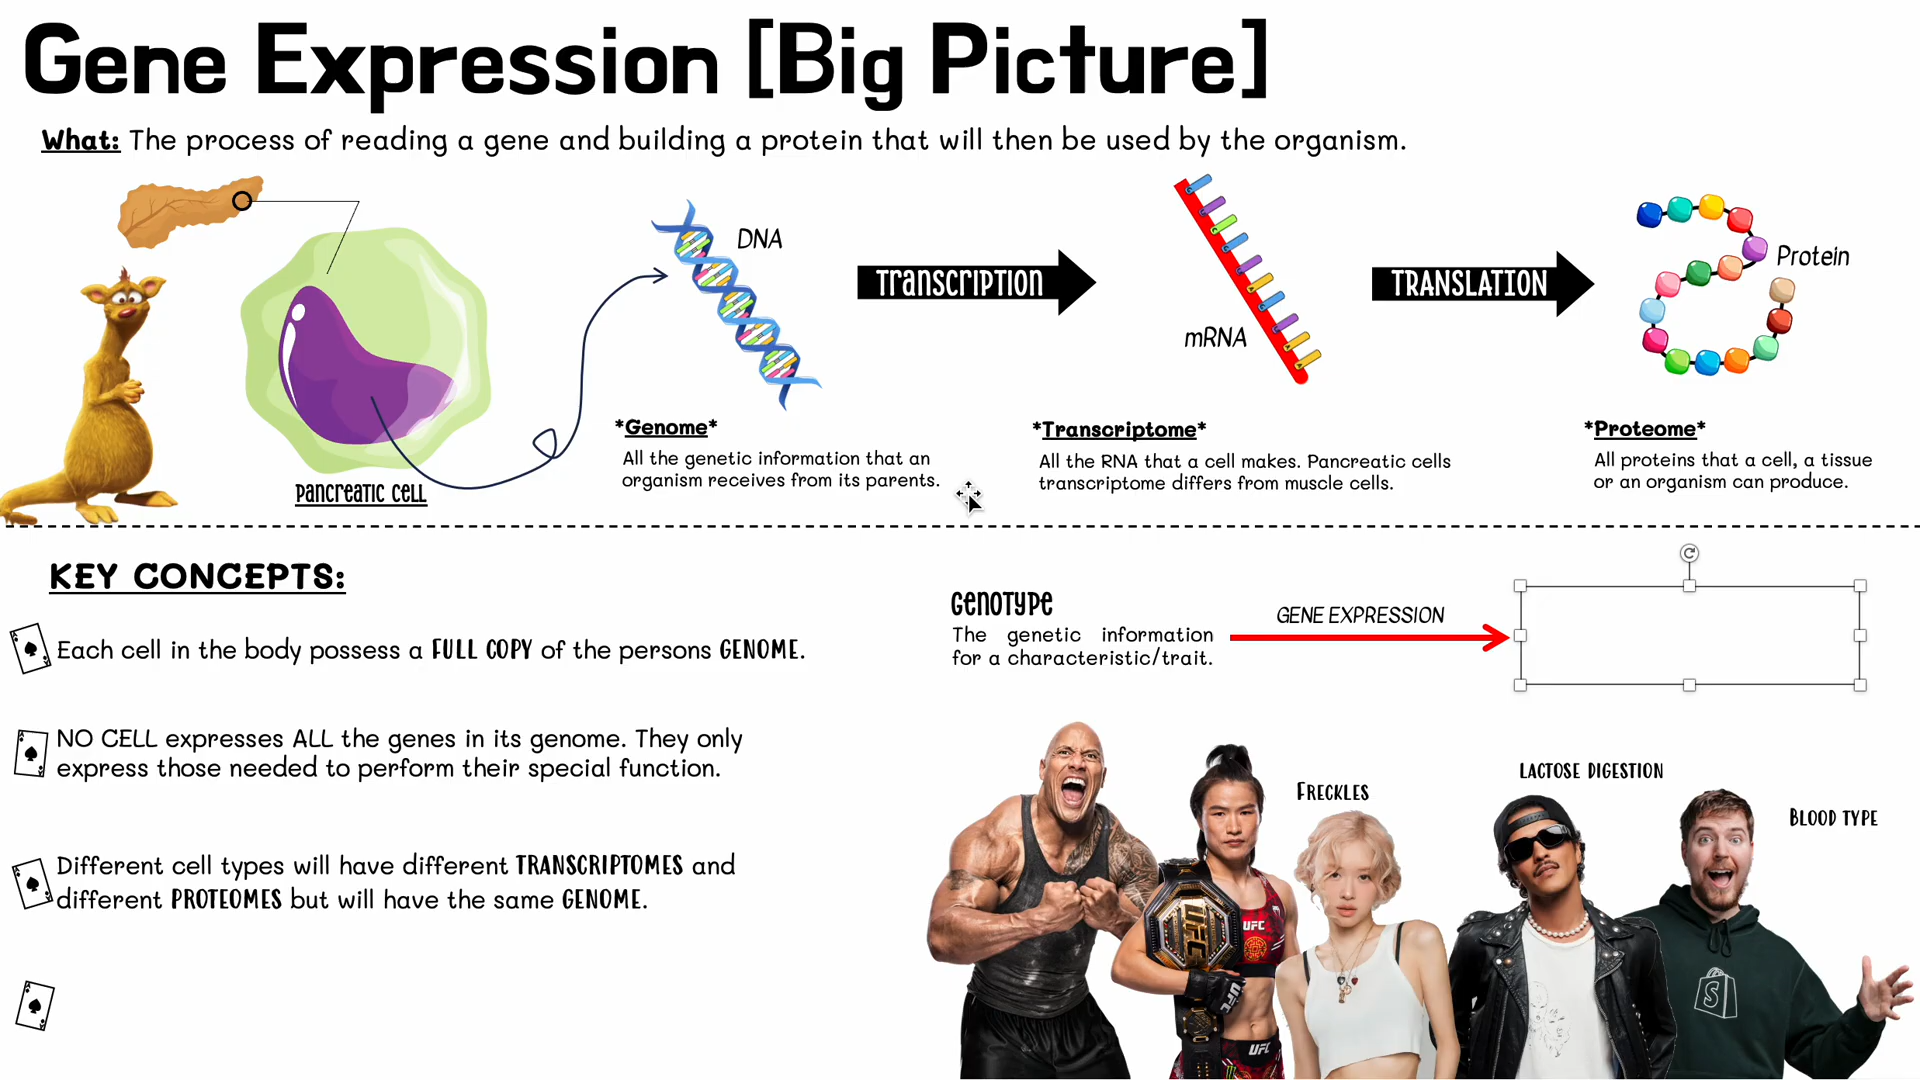 Gene Expression [Big Picture]
What: The process of reading a gene and building a protein that will then be used by the organism.
DNA
TRANSCRIPTION
mRNA
TRANSLATION
Protein
PANCREATIC CELL
*Genome*
All the genetic information that an
organism receives from its parents.
*Transcriptome*
All the RNA that a cell makes. Pancreatic cells
transcriptome differs from muscle cells.
*Proteome*
All proteins that a cell, a tissue
or an organism can produce.
KEY CONCEPTS:
Each cell in the body possess a FULL COPY of the persons GENOME.
NO CELL expresses ALL the genes in its genome. They only
express those needed to perform their special function.
Different cell types will have different TRANSCRIPTOMES and
different PROTEOMES but will have the same GENOME.
GENOTYPE
The genetic information
for a characteristic/trait.
GENE EXPRESSION
FRECKLES
LACTOSE DIGESTION
BLOOD TYPE
UFC
UFC
UFC
UFC
S